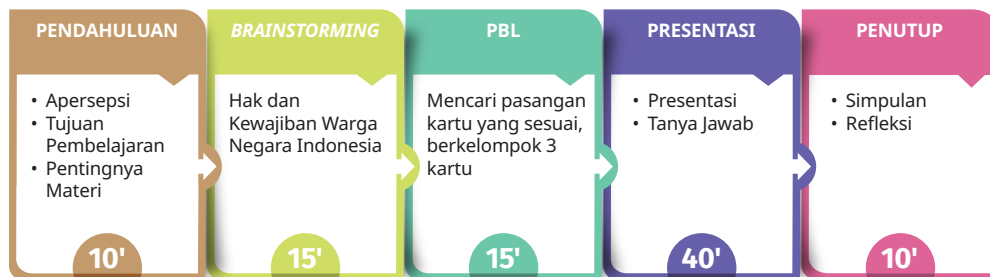 PENDAHULUAN
• Apersepsi
• Tujuan
Pembelajaran
• Pentingnya
Materi
10'
BRAINSTORMING
Hak dan
Kewajiban Warga
Negara Indonesia
15'
PBL
Mencari pasangan
kartu yang sesuai,
berkelompok 3
kartu
15'
PRESENTASI
• Presentasi
• Tanya Jawab
40'
PENUTUP
• Simpulan
• Refleksi
10'